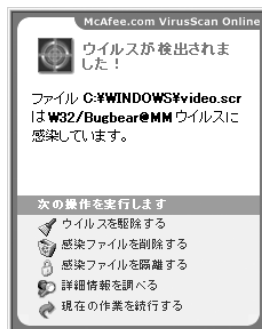 McAfee.com VirusScan Online
ウイルスが検出されま
した！
ファイル C:¥WINDOWS¥video.scr
は W32/Bugbear@MM ウイルスに
感染しています。
次の操作を実行します
ウイルスを駆除する
感染ファイルを削除する
感染ファイルを隔離する
詳細情報を調べる
現在の作業を続行する